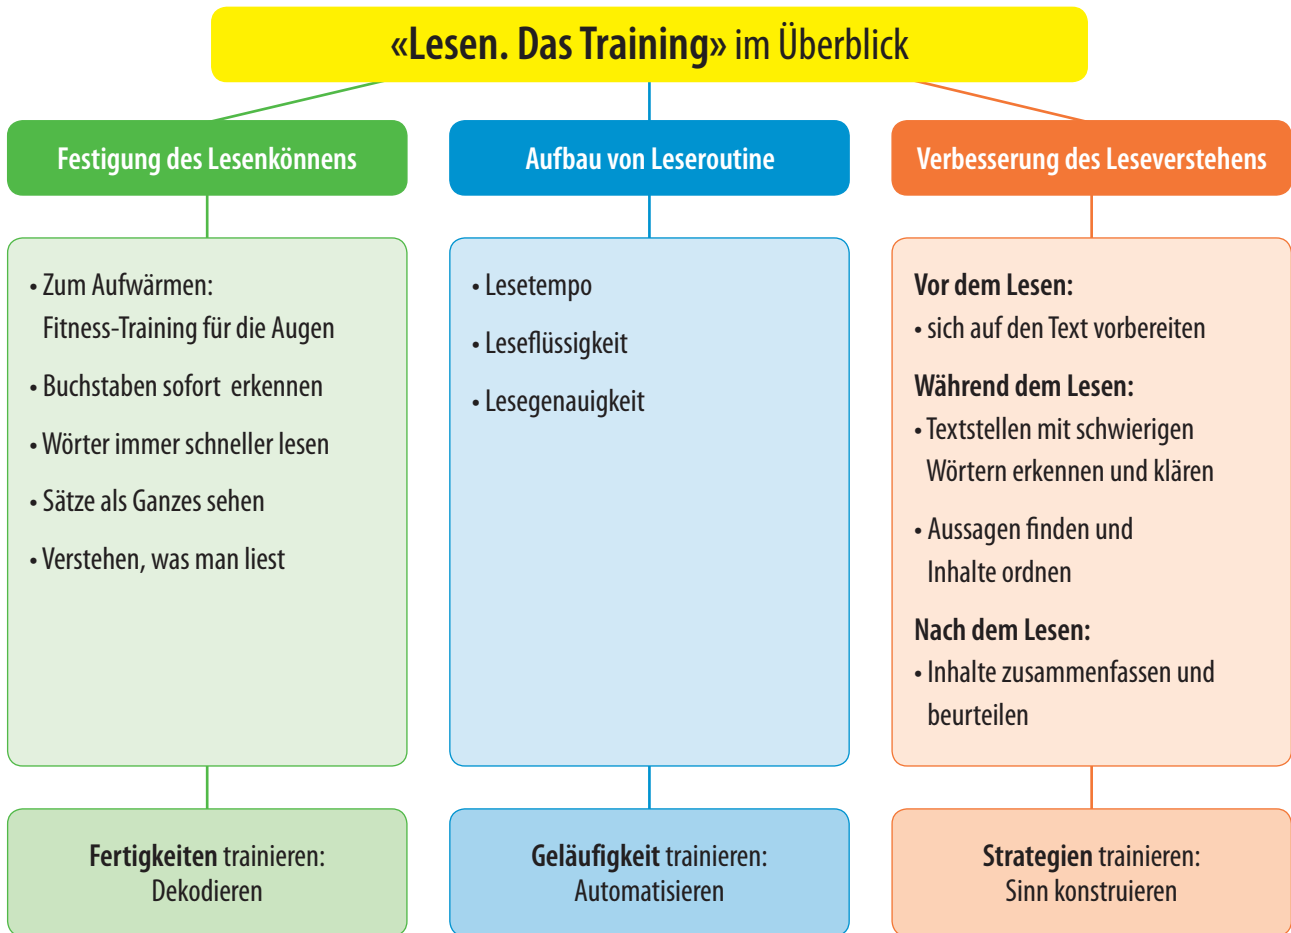 «Lesen. Das Training» im Überblick
Festigung des Lesenkönnens
• Zum Aufwärmen:
Fitness-Training für die Augen
• Buchstaben sofort erkennen
• Wörter immer schneller lesen
• Sätze als Ganzes sehen
• Verstehen, was man liest
Fertigkeiten trainieren:
Dekodieren
Aufbau von Leseroutine
• Lesetempo
• Leseflüssigkeit
• Lesegenauigkeit
Geläufigkeit trainieren:
Automatisieren
Verbesserung des Leseverstehens
Vor dem Lesen:
• sich auf den Text vorbereiten
Während dem Lesen:
• Textstellen mit schwierigen
Wörtern erkennen und klären
• Aussagen finden und
Inhalte ordnen
Nach dem Lesen:
• Inhalte zusammenfassen und
beurteilen
Strategien trainieren:
Sinn konstruieren